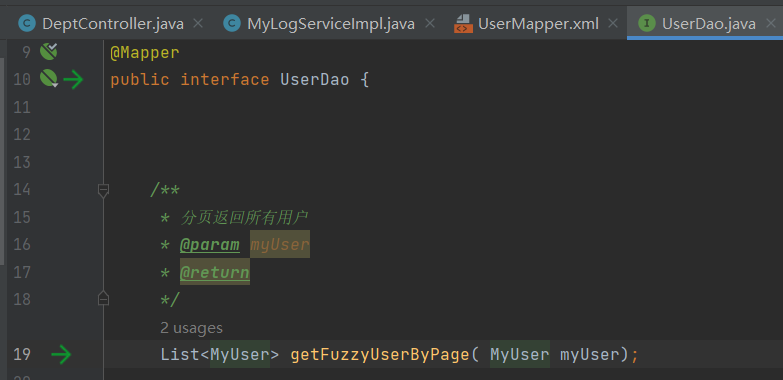 DeptController.java × MyLogServiceImpl.java × UserMapper.xml × UserDao.java
9 @Mapper
10 public interface UserDao {
11
12
13
14 /**
15 * 分页返回所有用户
16 * @param myUser
17 * @return
18 */
2 usages
19 List<MyUser> getFuzzyUserByPage( MyUser myUser);